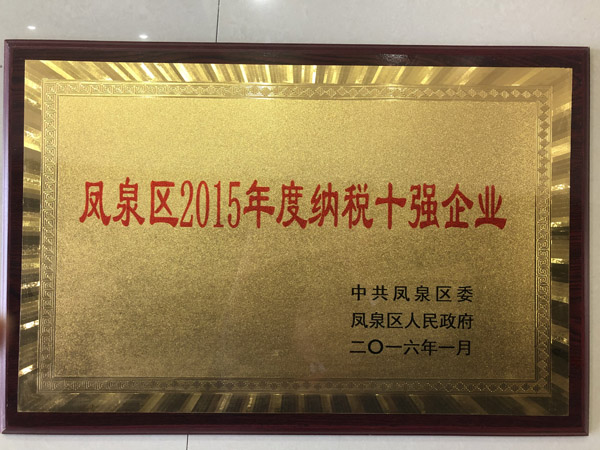 凤泉区2015年度纳税十强企业
中共凤泉区委
凤泉区人民政府
二〇一六年一月